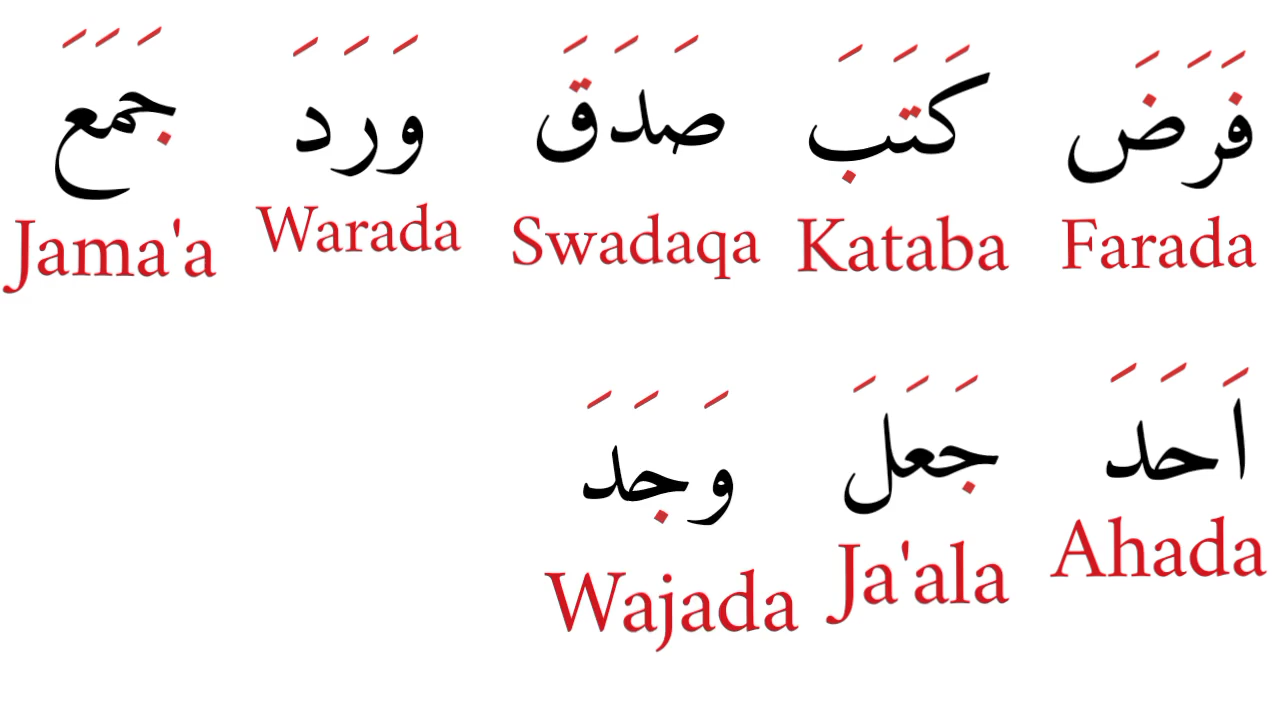 فَرَضَ كَتَبَ صَدَقَ وَرَدَ جَمَعَ
Farada Kataba Swadaqa Warada Jama'a
اَحَدَ جَعَلَ وَجَدَ
Ahada Ja'ala Wajada